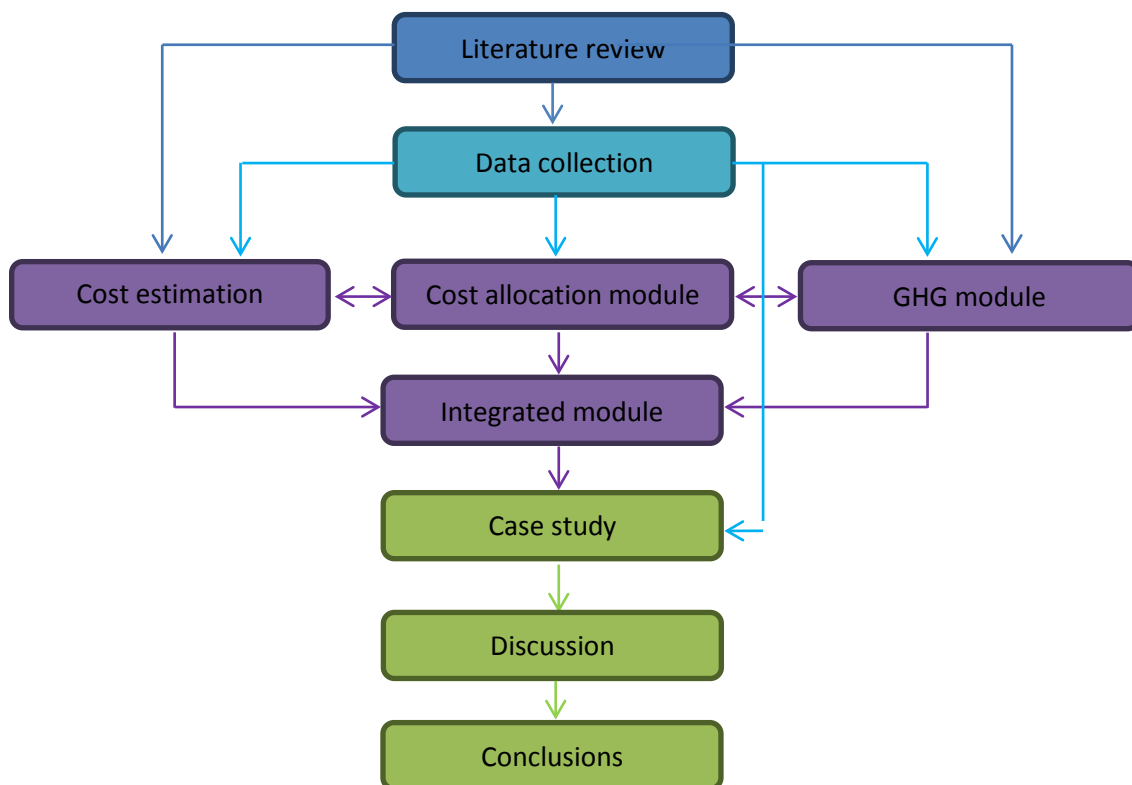 Literature review
Data collection
Cost estimation
Cost allocation module
GHG module
Integrated module
Case study
Discussion
Conclusions